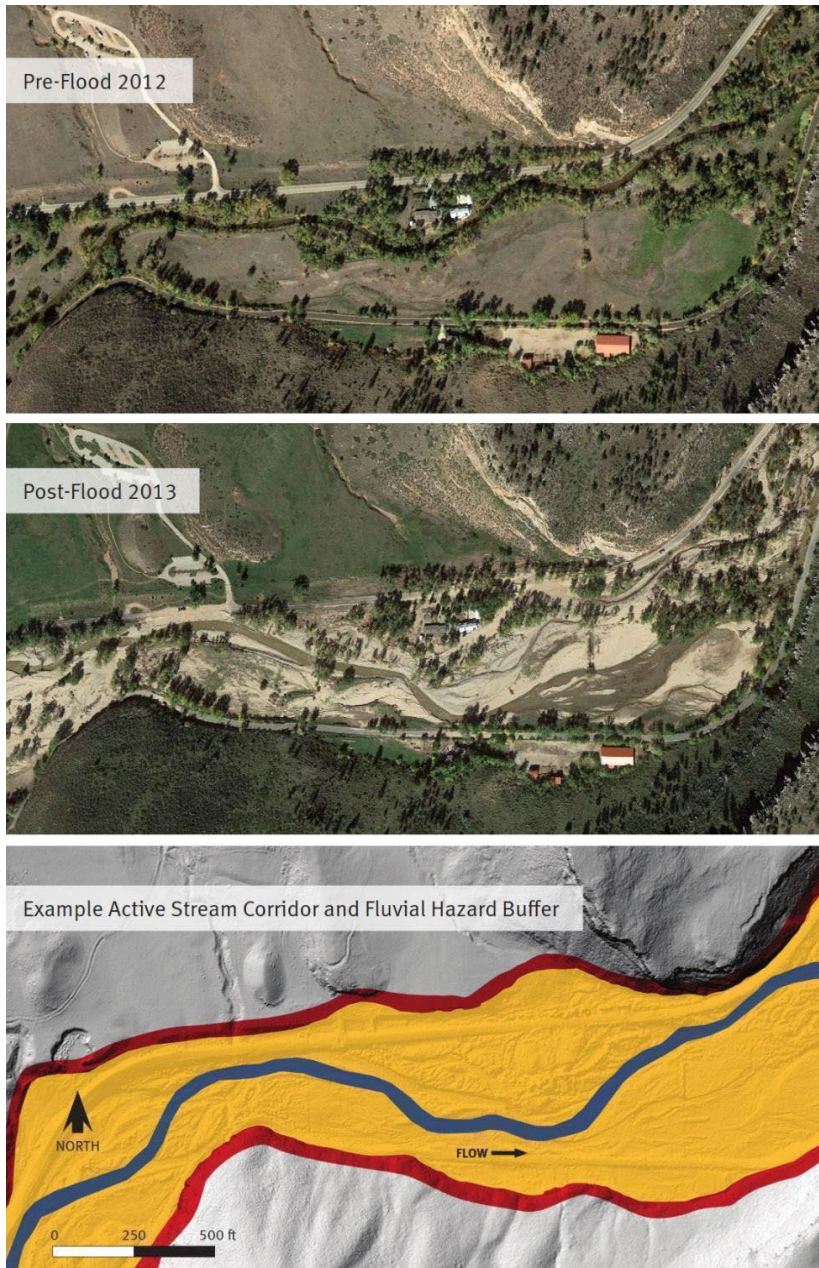 Pre-Flood 2012
Post-Flood 2013
Example Active Stream Corridor and Fluvial Hazard Buffer
NORTH
FLOW
0 250 500 ft